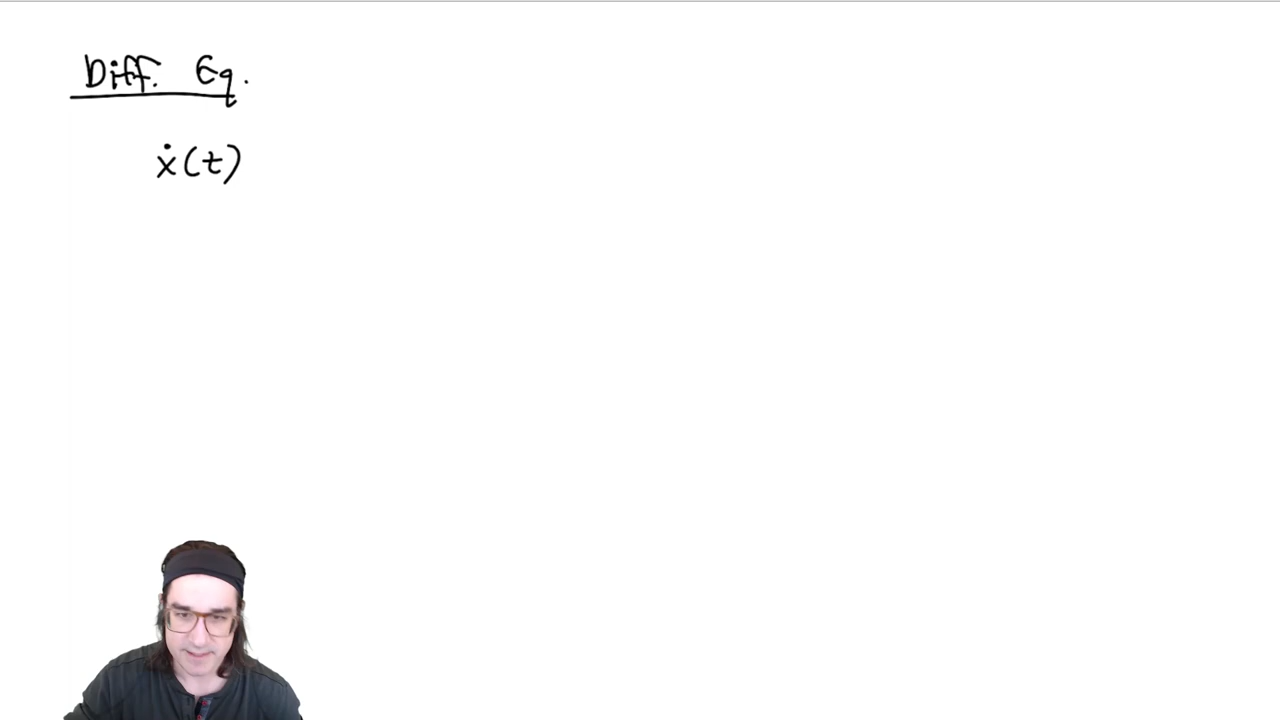 Diff. Eq.
ẋ(t)